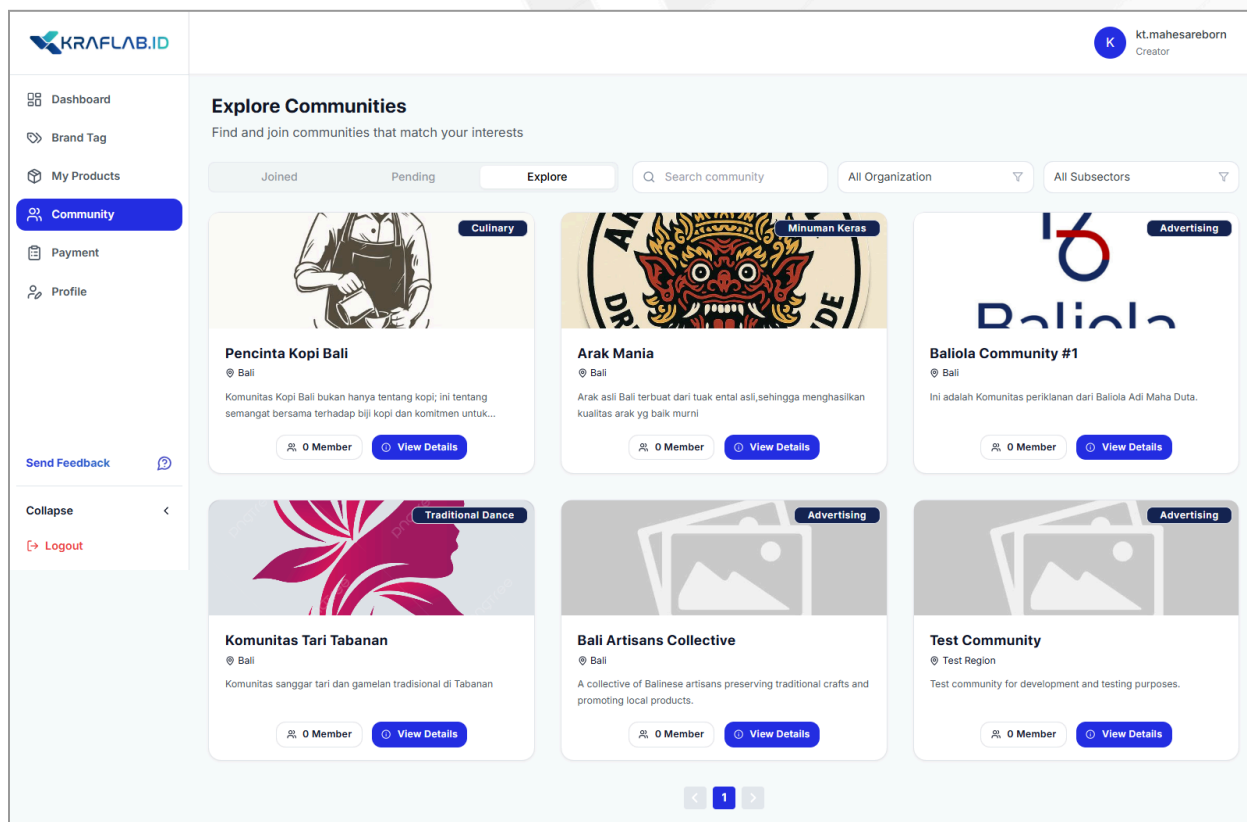 KRAFLAB.ID
K
kt.mahesareborn
Creator
Dashboard
Brand Tag
My Products
Community
Payment
Profile
Send Feedback
Collapse
Logout
Explore Communities
Find and join communities that match your interests
Joined
Pending
Explore
Search community
All Organization
All Subsectors
Culinary
Pencinta Kopi Bali
Bali
Komunitas Kopi Bali bukan hanya tentang kopi; ini tentang
semangat bersama terhadap biji kopi dan komitmen untuk...
0 Member
View Details
Minuman Keras
Arak Mania
Bali
Arak asli Bali terbuat dari tuak ental asli,sehingga menghasilkan
kualitas arak yg baik murni
0 Member
View Details
Advertising
Baliola
Baliola Community #1
Bali
Ini adalah Komunitas periklanan dari Baliola Adi Maha Duta.
0 Member
View Details
Traditional Dance
Komunitas Tari Tabanan
Bali
Komunitas sanggar tari dan gamelan tradisional di Tabanan
0 Member
View Details
Advertising
Bali Artisans Collective
Bali
A collective of Balinese artisans preserving traditional crafts and
promoting local products.
0 Member
View Details
Advertising
Test Community
Test Region
Test community for development and testing purposes.
0 Member
View Details
1